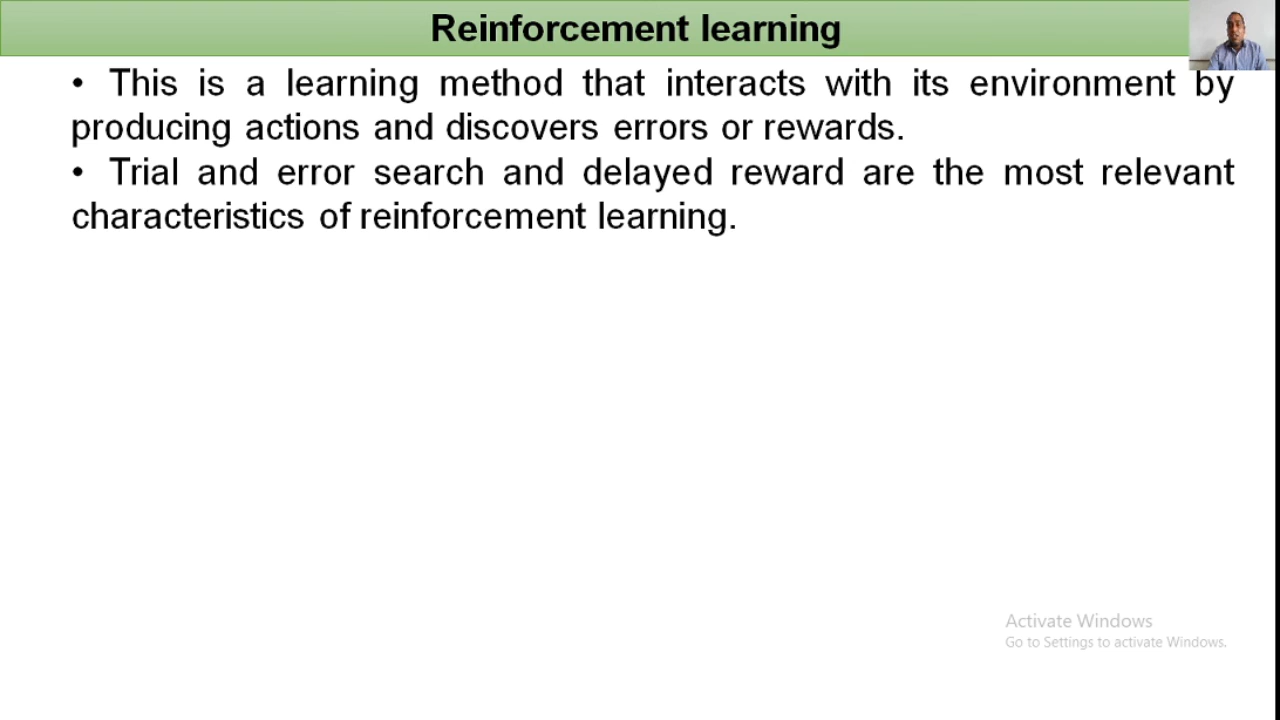 Reinforcement learning
• This is a learning method that interacts with its environment by
producing actions and discovers errors or rewards.
• Trial and error search and delayed reward are the most relevant
characteristics of reinforcement learning.
Activate Windows
Go to Settings to activate Windows.